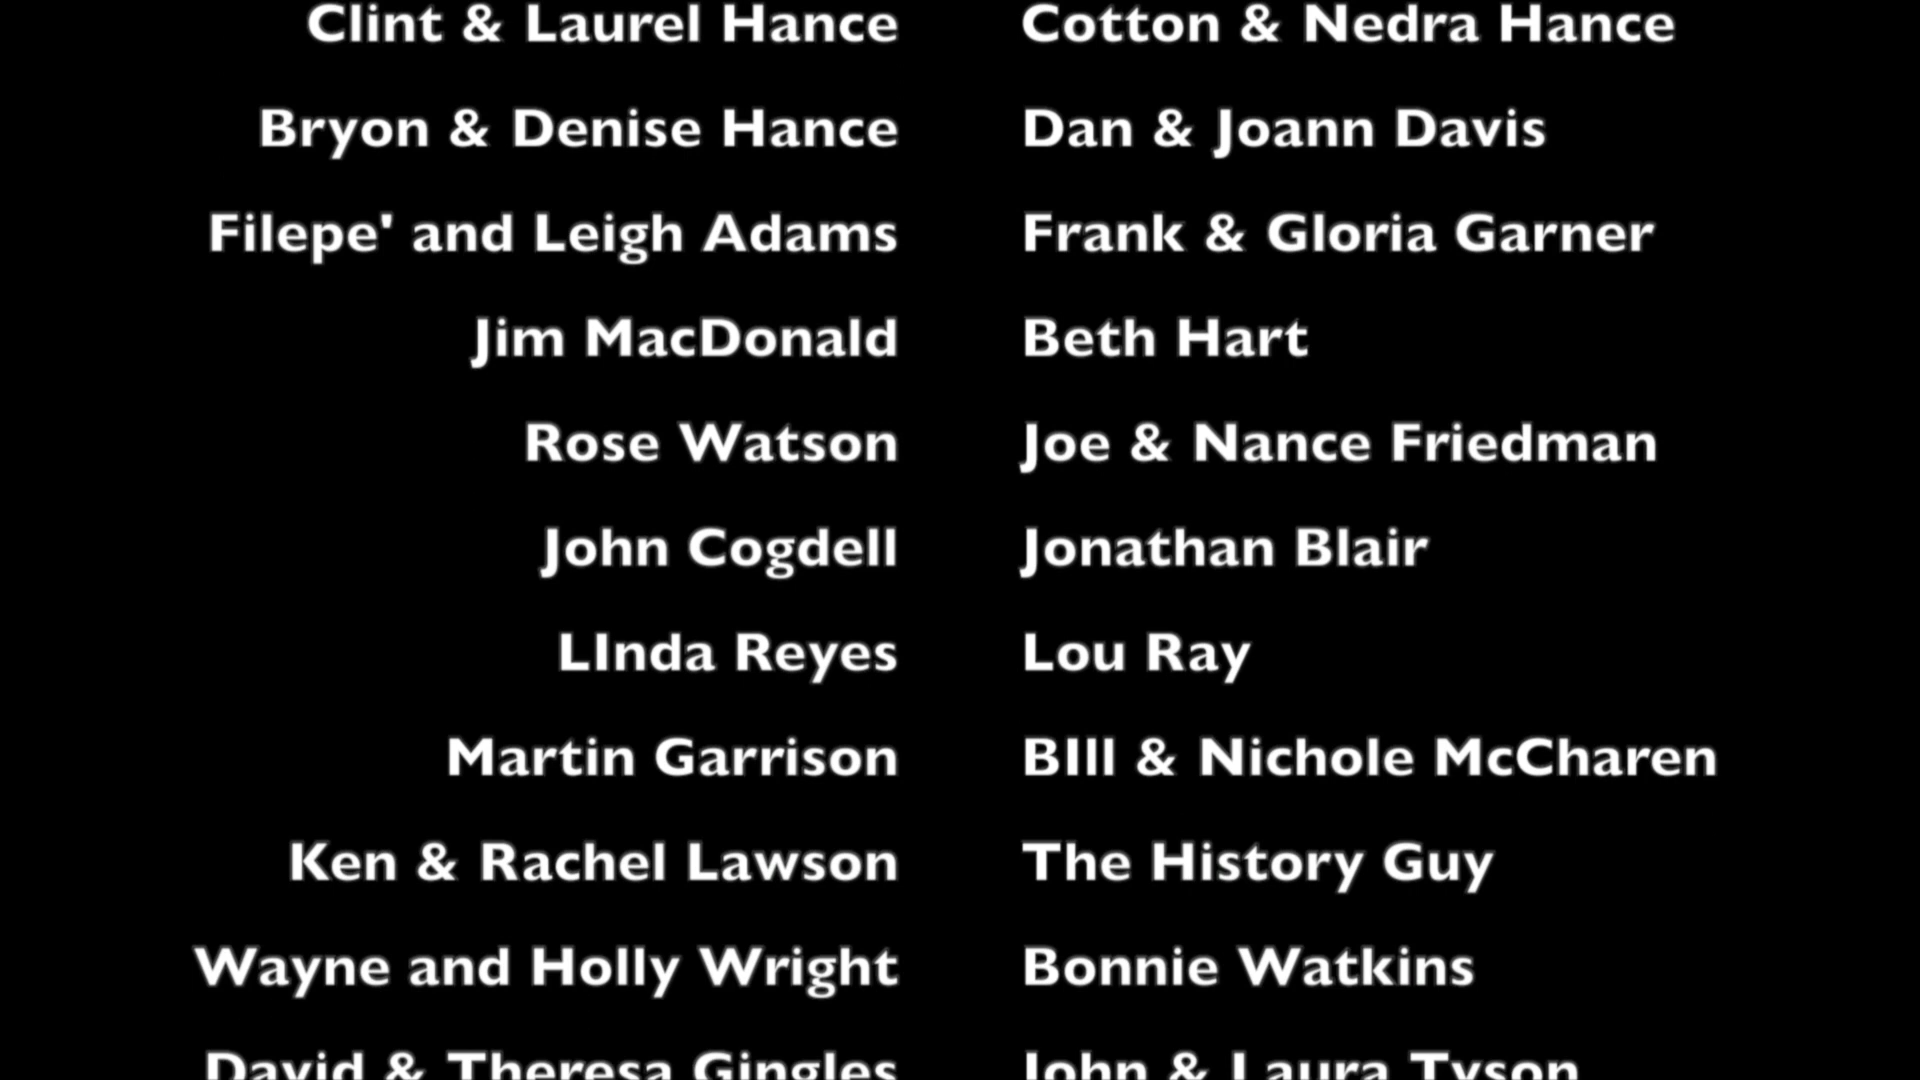 Clint & Laurel Hance Cotton & Nedra Hance
Bryon & Denise Hance Dan & Joann Davis
Filepe' and Leigh Adams Frank & Gloria Garner
Jim MacDonald Beth Hart
Rose Watson Joe & Nance Friedman
John Cogdell Jonathan Blair
LInda Reyes Lou Ray
Martin Garrison BIll & Nichole McCharen
Ken & Rachel Lawson The History Guy
Wayne and Holly Wright Bonnie Watkins
David & Theresa Gingles John & Laura Tyson